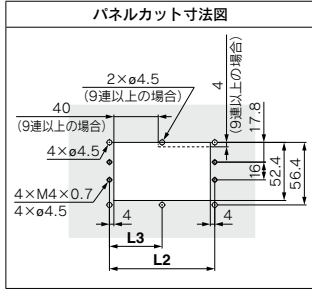 パネルカット寸法図
2×ø4.5
(9連以上の場合)
40
(9連以上の場合)
4
(9連以上の場合)
17.8
4×ø4.5
4×M4×0.7
4×ø4.5
16
52.4
56.4
4
4
L3
L2